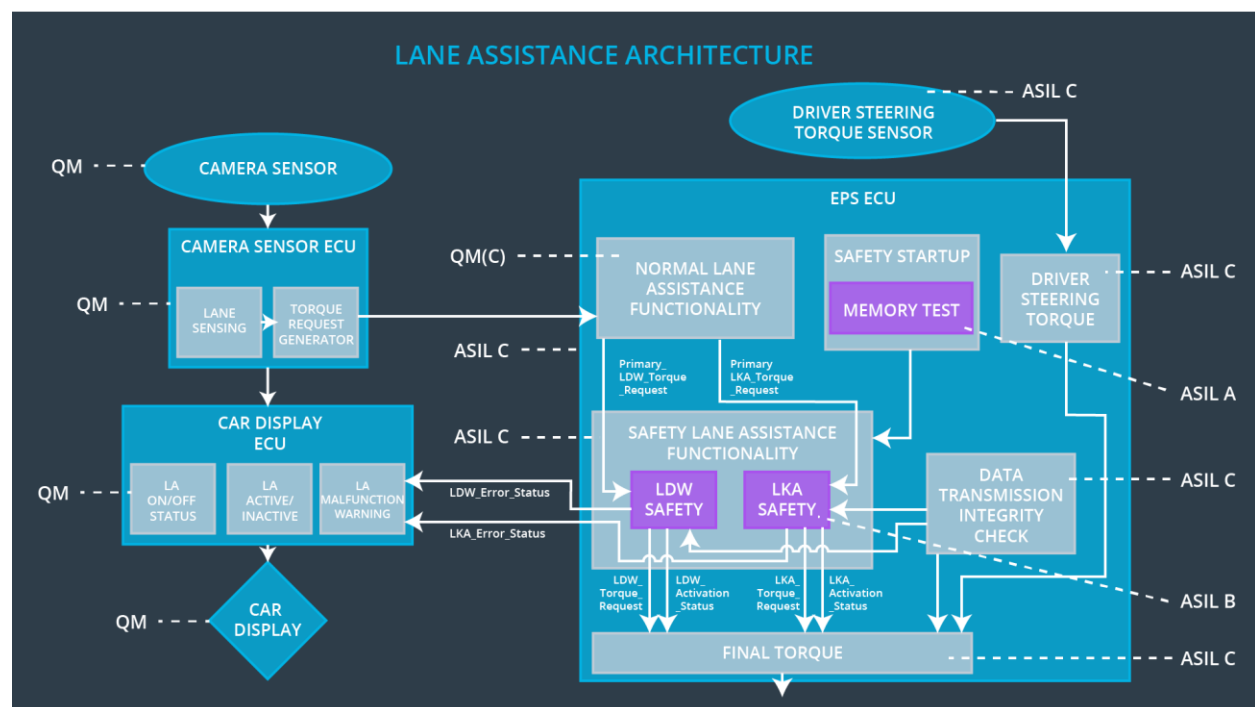 LANE ASSISTANCE ARCHITECTURE
ASIL C
DRIVER STEERING
TORQUE SENSOR
QM
CAMERA SENSOR
EPS ECU
CAMERA SENSOR ECU
QM(C)
NORMAL LANE
ASSISTANCE
FUNCTIONALITY
SAFETY STARTUP
MEMORY TEST
DRIVER
STEERING
TORQUE
ASIL C
QM
LANE
SENSING
TORQUE
REQUEST
GENERATOR
ASIL C
Primary_
LDW_Torque
_Request
Primary
LKA_Torque
_Request
ASIL A
CAR DISPLAY
ECU
ASIL C
SAFETY LANE ASSISTANCE
FUNCTIONALITY
QM
LA
ON/OFF
STATUS
LA
ACTIVE/
INACTIVE
LA
MALFUNCTION
WARNING
LDW_Error_Status
LKA_Error_Status
LDW
SAFETY
LKA
SAFETY
DATA
TRANSMISSION
INTEGRITY
CHECK
ASIL C
LDW_
Torque_
Request
LDW_
Activation
_Status
LKA_
Torque_
Request
LKA_
Activation
_Status
ASIL B
QM
CAR
DISPLAY
FINAL TORQUE
ASIL C